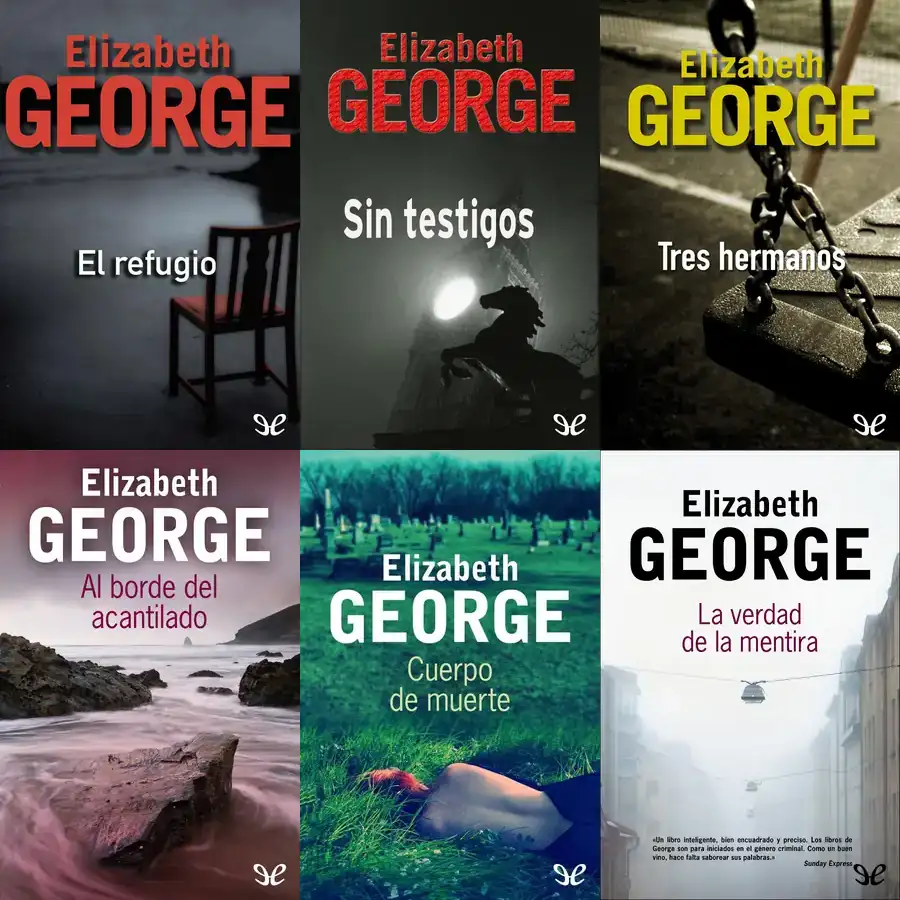 Elizabeth
GEORGE
El refugio
Elizabeth
GEORGE
Sin testigos
Elizabeth
GEORGE
Tres hermanos
Elizabeth
GEORGE
Al borde del
acantilado
Elizabeth
GEORGE
Cuerpo
de muerte
Elizabeth
GEORGE
La verdad
de la mentira
«Un libro inteligente, bien encuadrado y preciso. Los libros de
George son para iniciados en el género criminal. Como un buen
vino, hace falta saborear sus palabras.»
Sunday Express